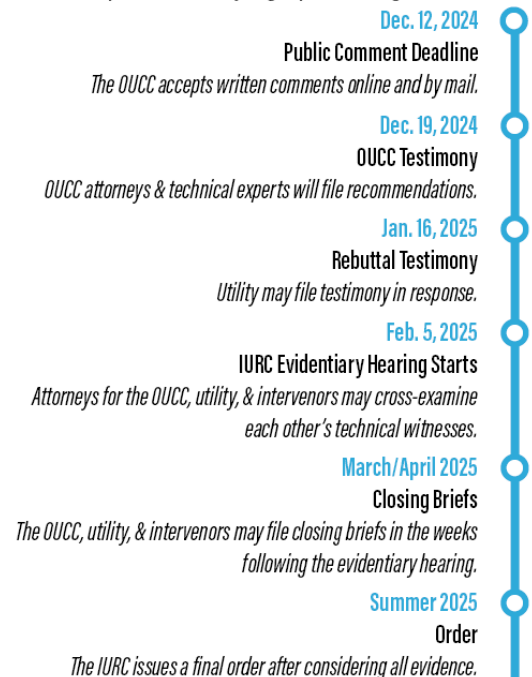 Dec. 12, 2024
Public Comment Deadline
The OUCC accepts written comments online and by mail.
Dec. 19, 2024
OUCC Testimony
OUCC attorneys & technical experts will file recommendations.
Jan. 16, 2025
Rebuttal Testimony
Utility may file testimony in response.
Feb. 5, 2025
IURC Evidentiary Hearing Starts
Attorneys for the OUCC, utility, & intervenors may cross-examine
each other's technical witnesses.
March/April 2025
Closing Briefs
The OUCC, utility, & intervenors may file closing briefs in the weeks
following the evidentiary hearing.
Summer 2025
Order
The IURC issues a final order after considering all evidence.